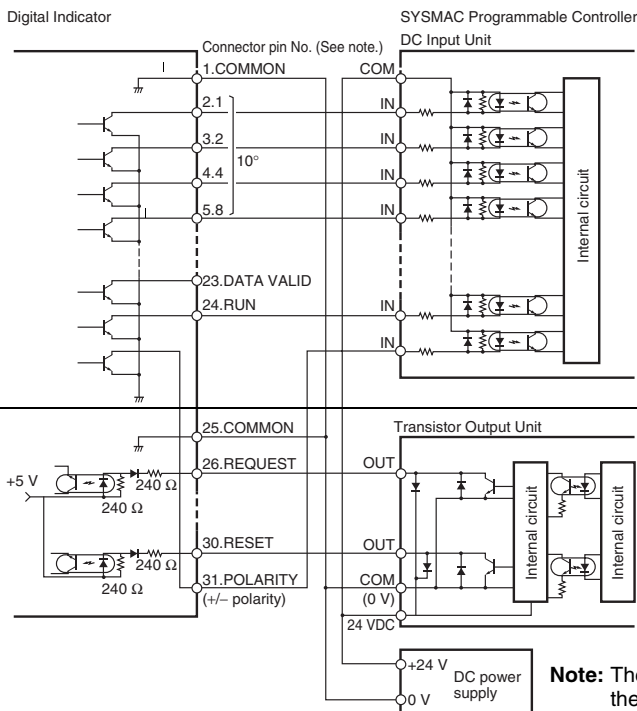 Digital Indicator
SYSMAC Programmable Controller
Connector pin No. (See note.)
DC Input Unit
1.COMMON
COM
2.1
IN
3.2
IN
10°
4.4
IN
5.8
IN
Internal circuit
23.DATA VALID
24.RUN
IN
IN
25.COMMON
Transistor Output Unit
26.REQUEST
OUT
+5 V
240 Ω
240 Ω
Internal circuit
Internal circuit
30.RESET
OUT
240 Ω
240 Ω
31.POLARITY
(+/− polarity)
COM
(0 V)
24 VDC
+24 V
DC power
supply
0 V
Note: The
the